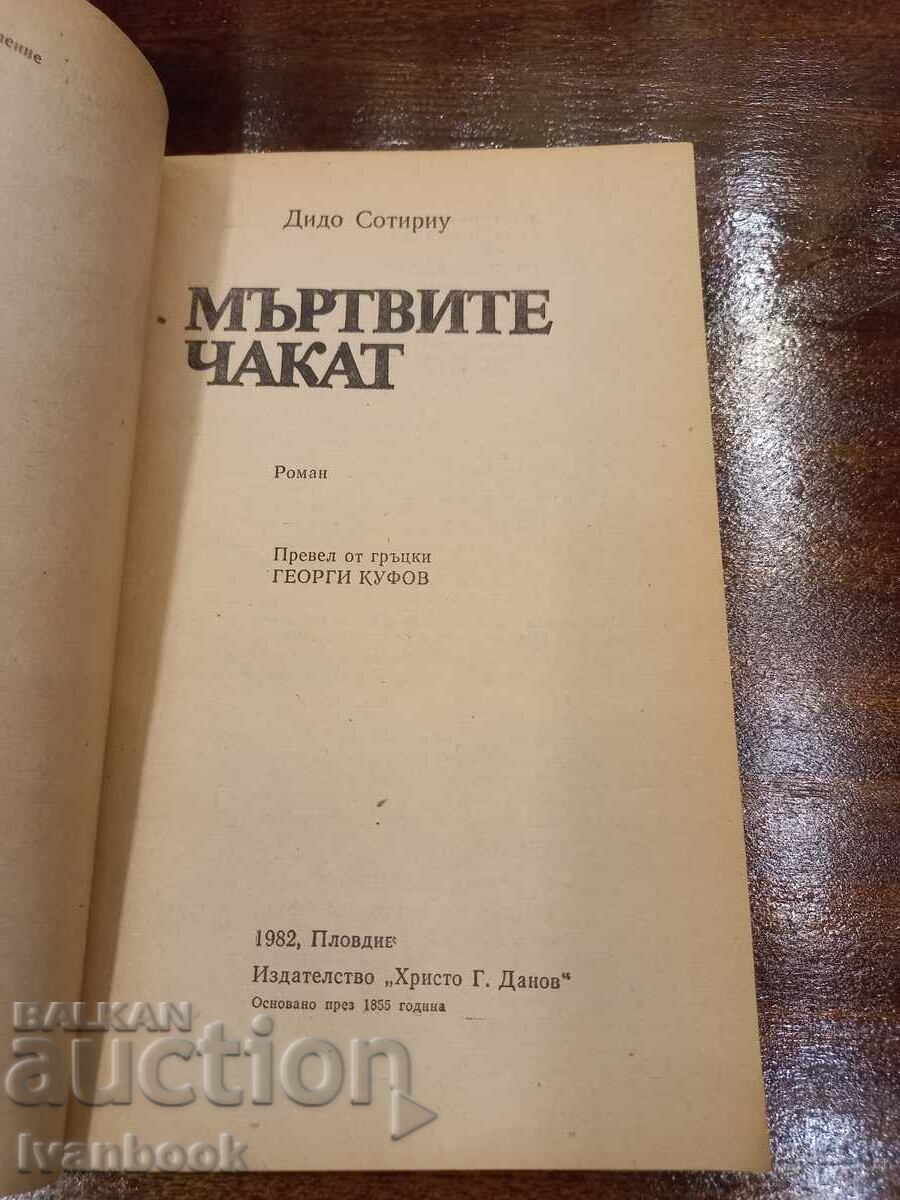 Дидо Сотириу
МЪРТВИТЕ
ЧАКАТ
Роман
Превел от гръцки
ГЕОРГИ КУФОВ
1982, Пловдив
Издателство „Христо Г. Данов“
Основано през 1855 година
BALKAN
auction
Ivanbook